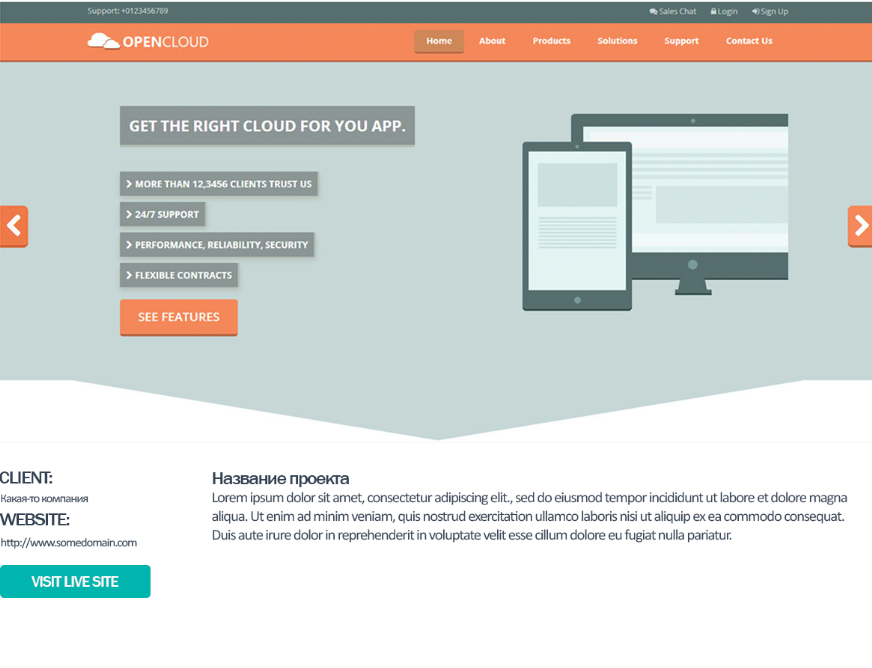 Support: +0123456789
Sales Chat Login Sign Up
OPENCLOUD
Home About Products Solutions Support Contact Us
GET THE RIGHT CLOUD FOR YOU APP.
MORE THAN 12,3456 CLIENTS TRUST US
24/7 SUPPORT
PERFORMANCE, RELIABILITY, SECURITY
FLEXIBLE CONTRACTS
SEE FEATURES
CLIENT:
Какая-то компания
WEBSITE:
http://www.somedomain.com
VISIT LIVE SITE
Название проекта
Lorem ipsum dolor sit amet, consectetur adipiscing elit., sed do eiusmod tempor incididunt ut labore et dolore magna
aliqua. Ut enim ad minim veniam, quis nostrud exercitation ullamco laboris nisi ut aliquip ex ea commodo consequat.
Duis aute irure dolor in reprehenderit in voluptate velit esse cillum dolore eu fugiat nulla pariatur.